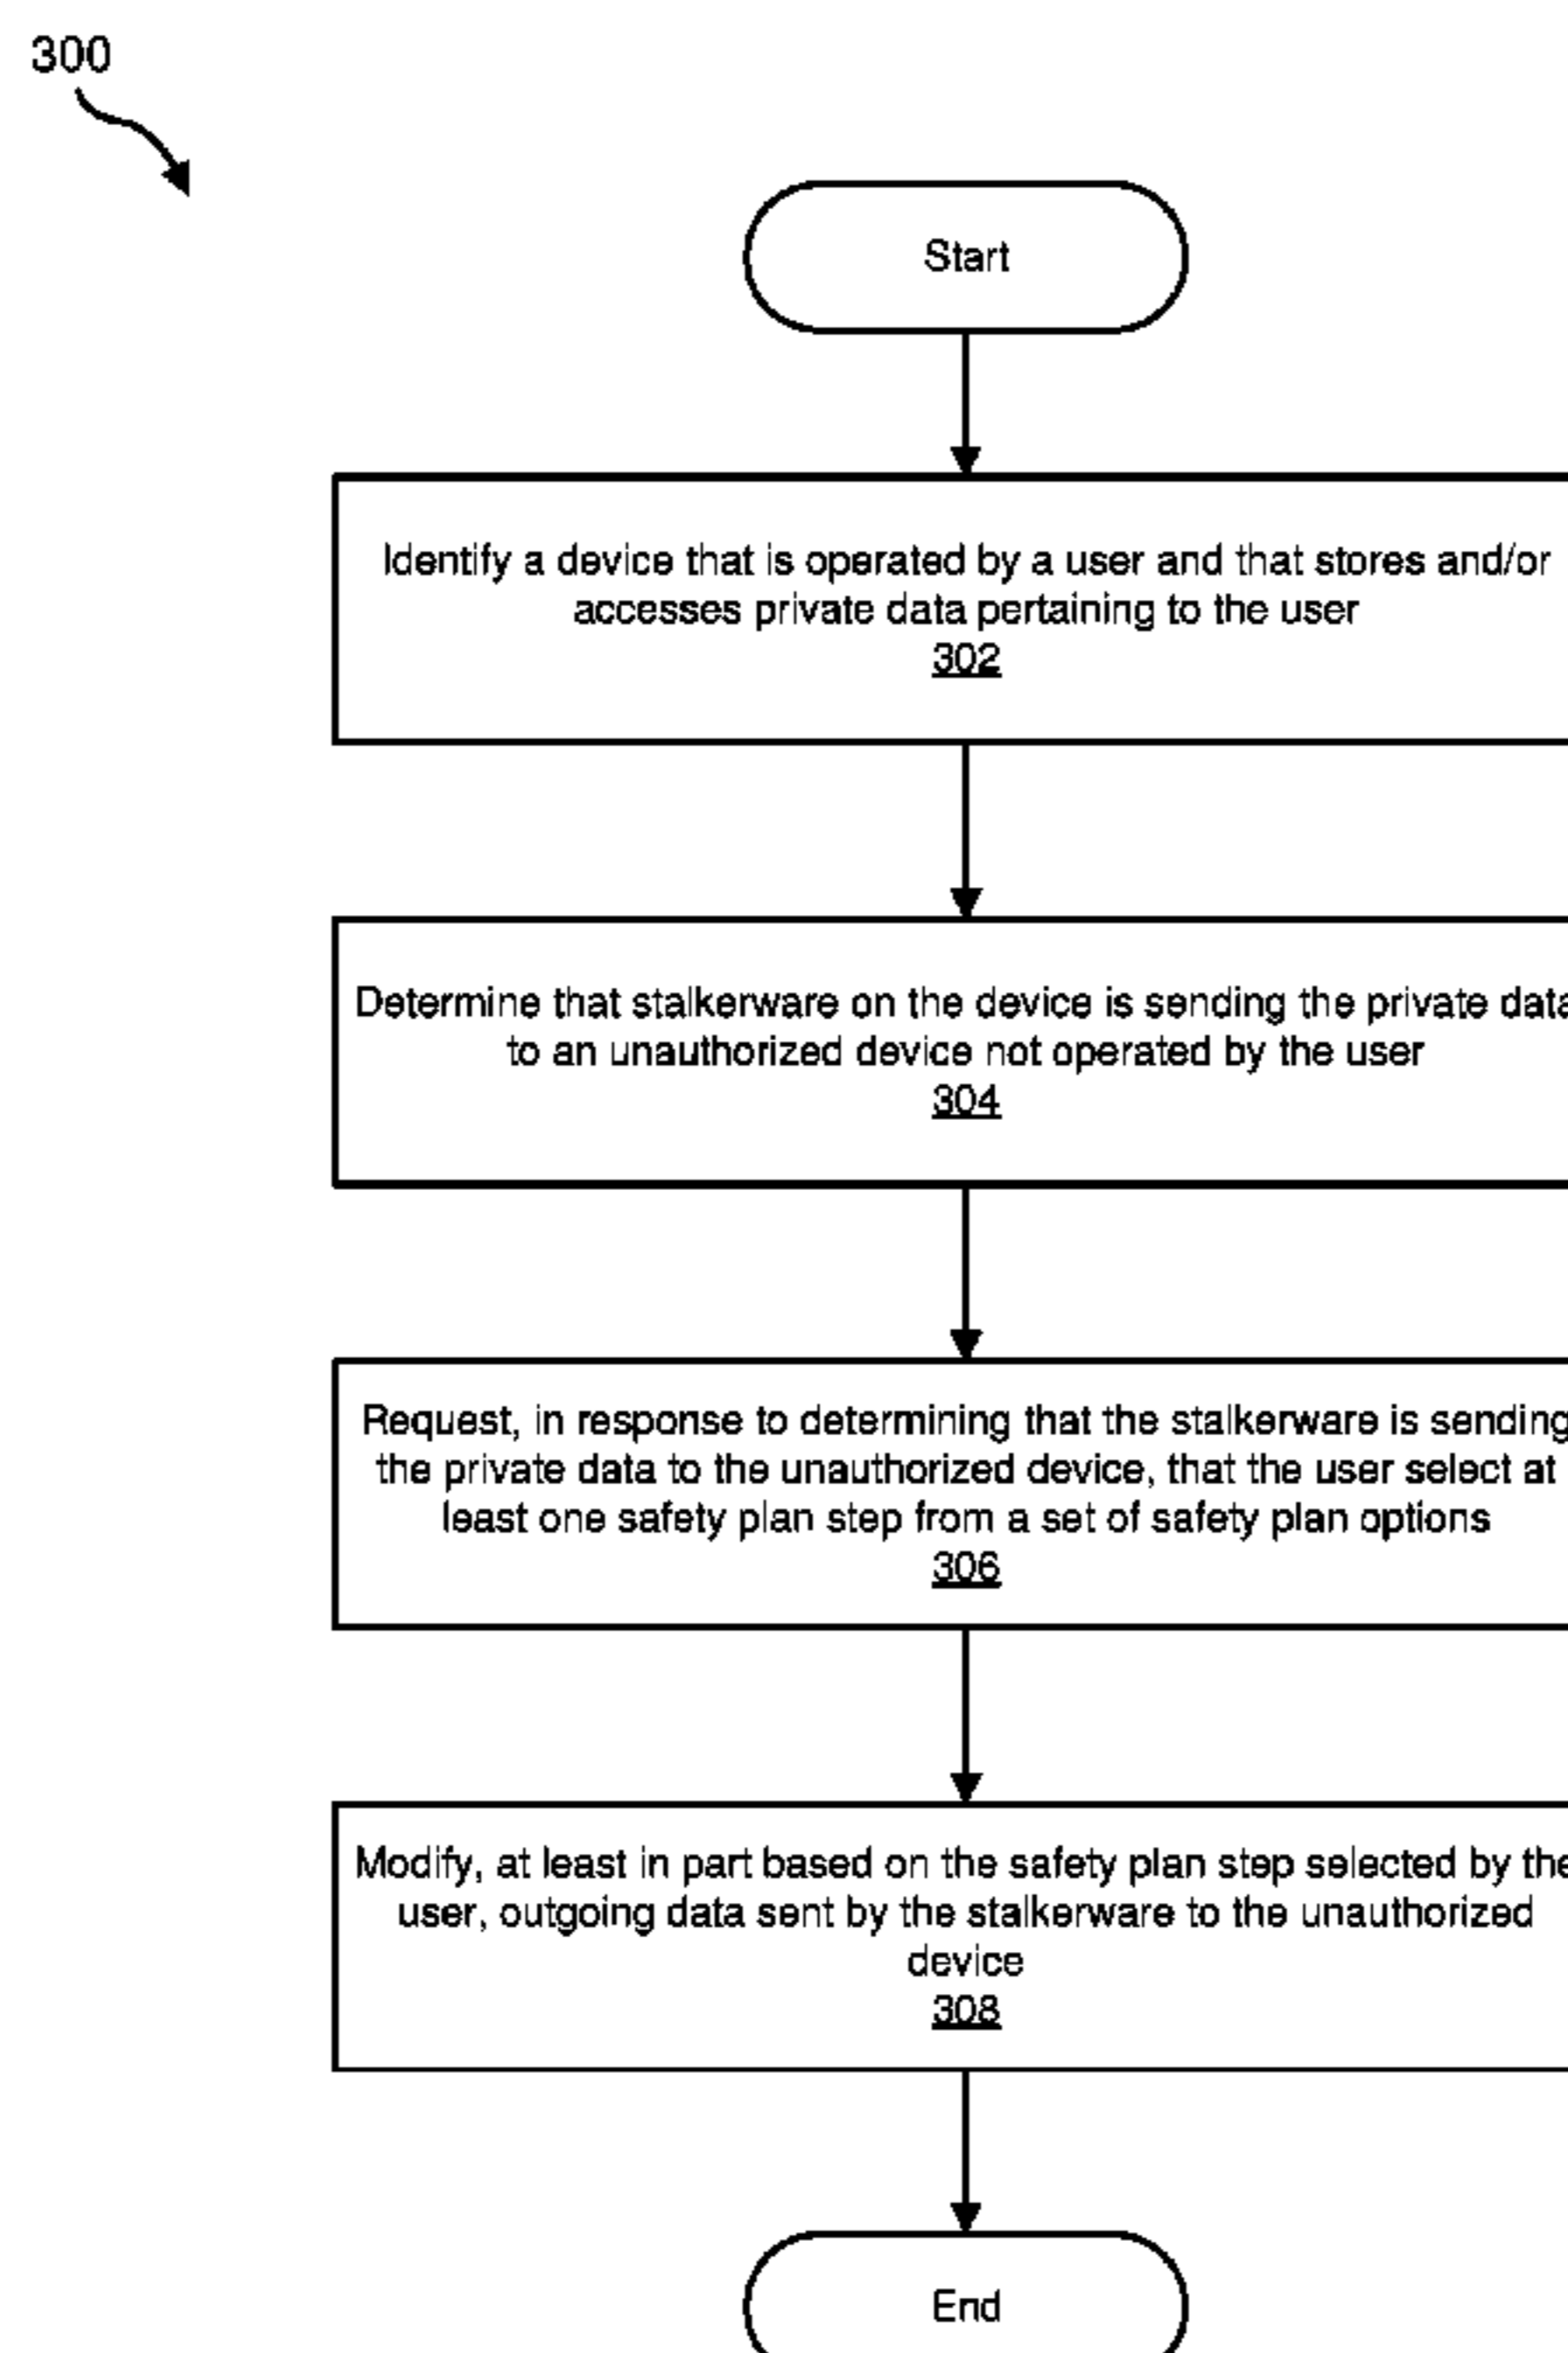 300
Start
Identify a device that is operated by a user and that stores and/or
accesses private data pertaining to the user
302
Determine that stalkerware on the device is sending the private data
to an unauthorized device not operated by the user
304
Request, in response to determining that the stalkerware is sending
the private data to the unauthorized device, that the user select at
least one safety plan step from a set of safety plan options
306
Modify, at least in part based on the safety plan step selected by the
user, outgoing data sent by the stalkerware to the unauthorized
device
308
End